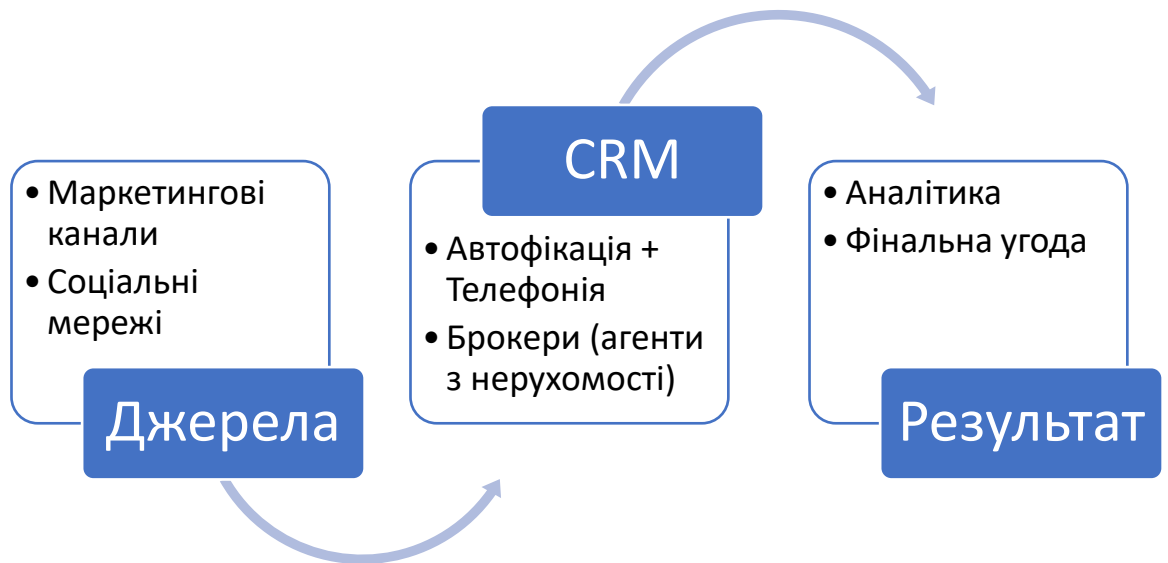 • Маркетингові
канали
• Соціальні
мережі
Джерела
CRM
• Автофікація +
Телефонія
• Брокери (агенти
з нерухомості)
• Аналітика
• Фінальна угода
Результат